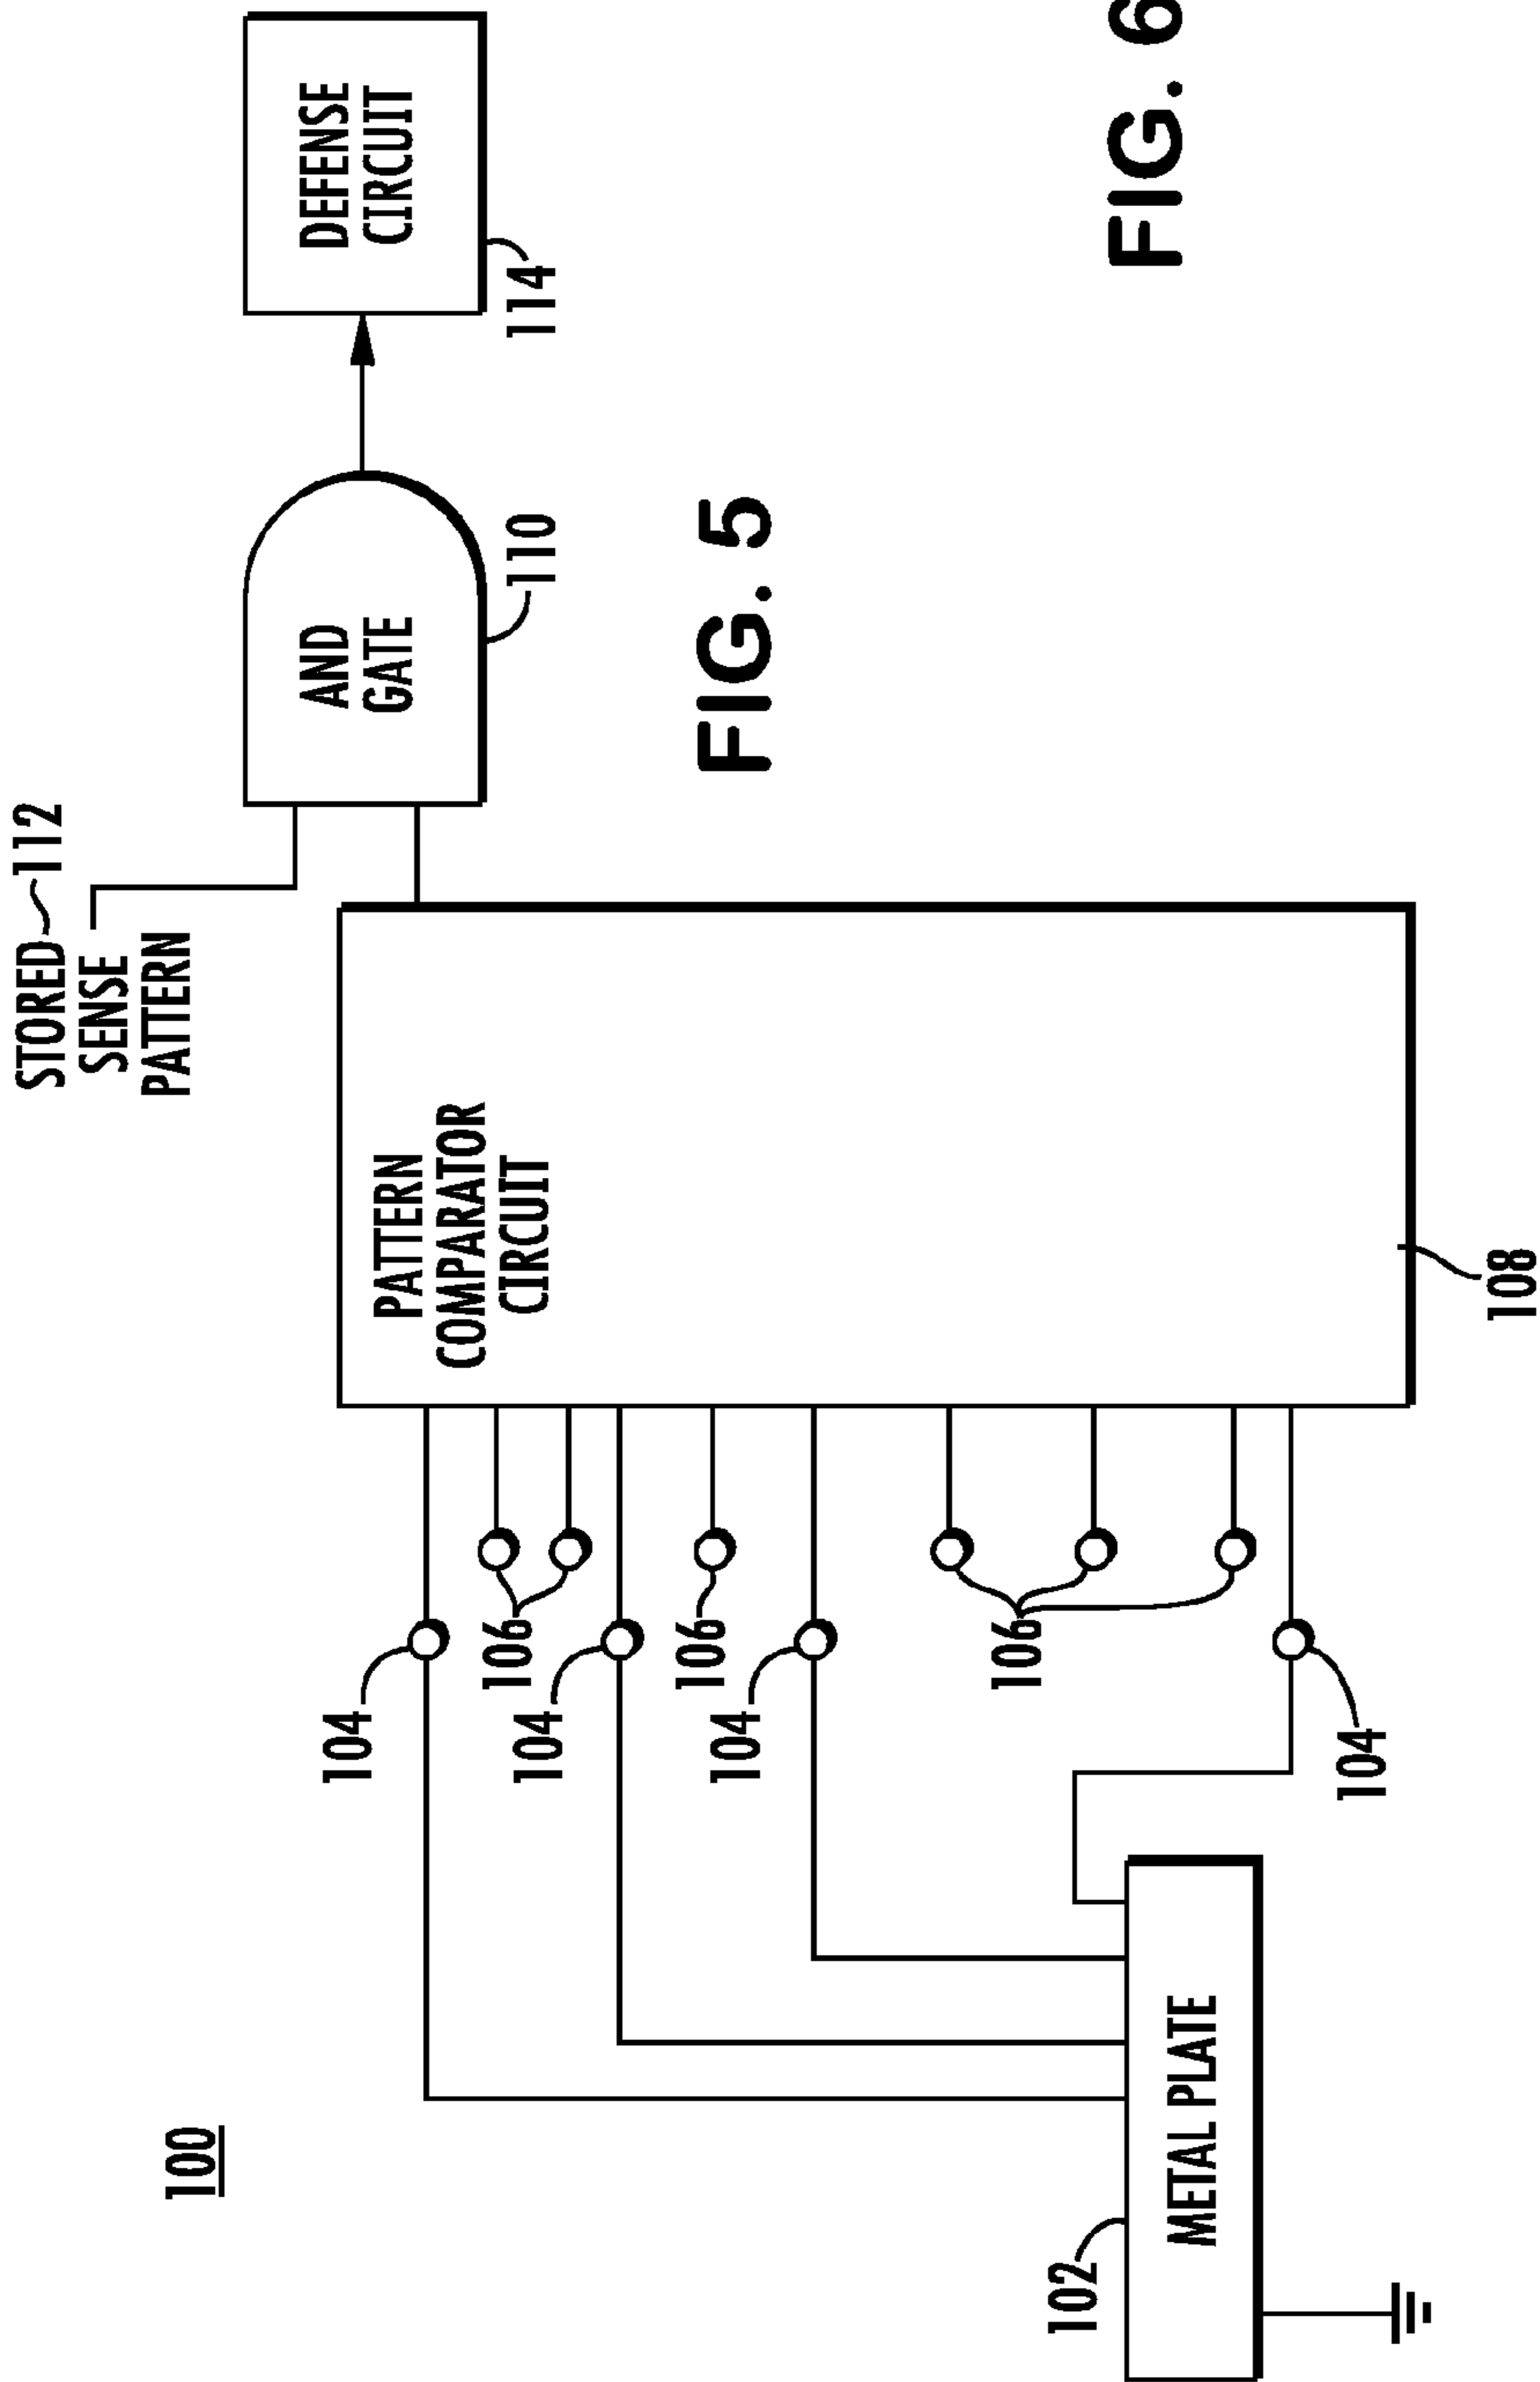 100
STORED
SENSE
PATTERN
112
AND
GATE
110
DEFENSE
CIRCUIT
114
PATTERN
COMPARATOR
CIRCUIT
108
104
106
104
106
104
106
104
102
METAL PLATE
FIG. 5
FIG. 6